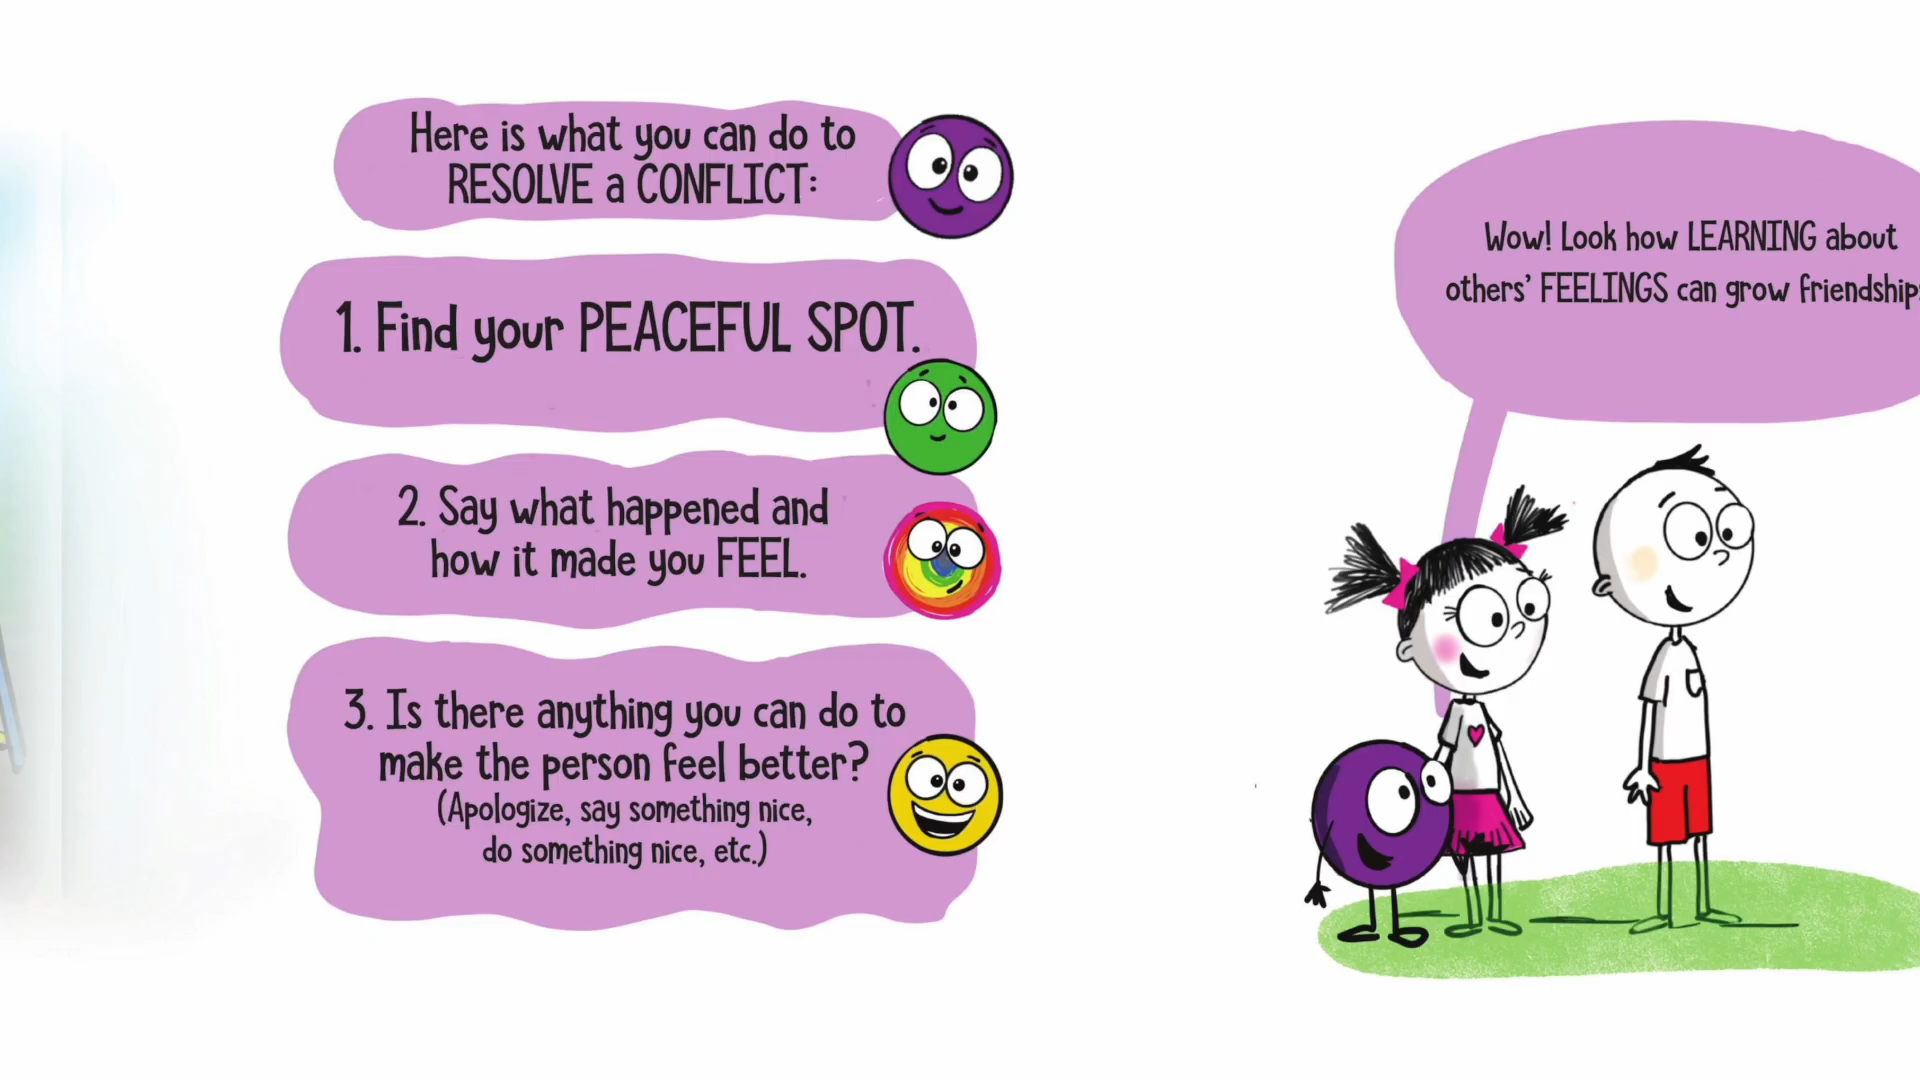 Here is what you can do to
RESOLVE a CONFLICT:
1. Find your PEACEFUL SPOT.
2. Say what happened and
how it made you FEEL.
3. Is there anything you can do to
make the person feel better?
(Apologize, say something nice,
do something nice, etc.)
Wow! Look how LEARNING about
others' FEELINGS can grow friendship